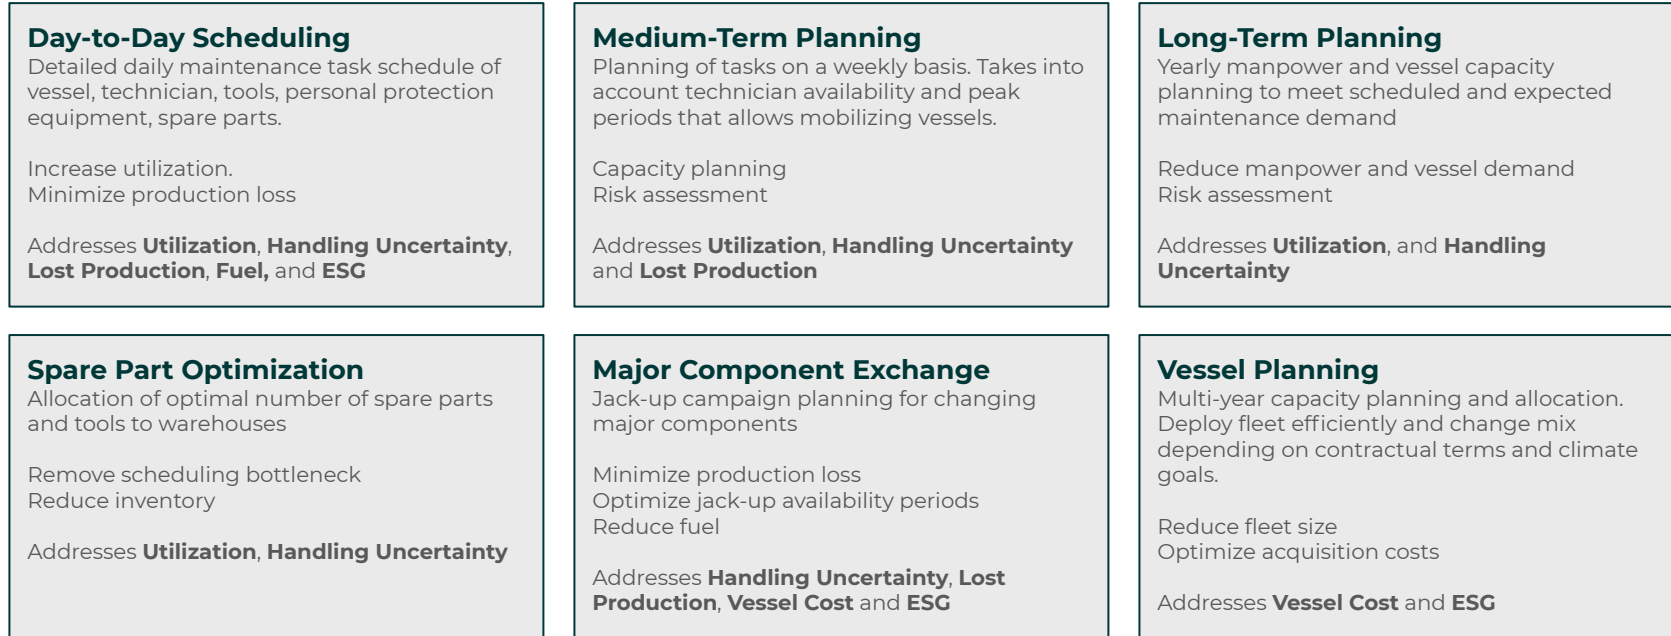 Day-to-Day Scheduling
Detailed daily maintenance task schedule of
vessel, technician, tools, personal protection
equipment, spare parts.
Increase utilization.
Minimize production loss
Addresses Utilization, Handling Uncertainty,
Lost Production, Fuel, and ESG
Medium-Term Planning
Planning of tasks on a weekly basis. Takes into
account technician availability and peak
periods that allows mobilizing vessels.
Capacity planning
Risk assessment
Addresses Utilization, Handling Uncertainty
and Lost Production
Long-Term Planning
Yearly manpower and vessel capacity
planning to meet scheduled and expected
maintenance demand
Reduce manpower and vessel demand
Risk assessment
Addresses Utilization, and Handling
Uncertainty
Spare Part Optimization
Allocation of optimal number of spare parts
and tools to warehouses
Remove scheduling bottleneck
Reduce inventory
Addresses Utilization, Handling Uncertainty
Major Component Exchange
Jack-up campaign planning for changing
major components
Minimize production loss
Optimize jack-up availability periods
Reduce fuel
Addresses Handling Uncertainty, Lost
Production, Vessel Cost and ESG
Vessel Planning
Multi-year capacity planning and allocation.
Deploy fleet efficiently and change mix
depending on contractual terms and climate
goals.
Reduce fleet size
Optimize acquisition costs
Addresses Vessel Cost and ESG